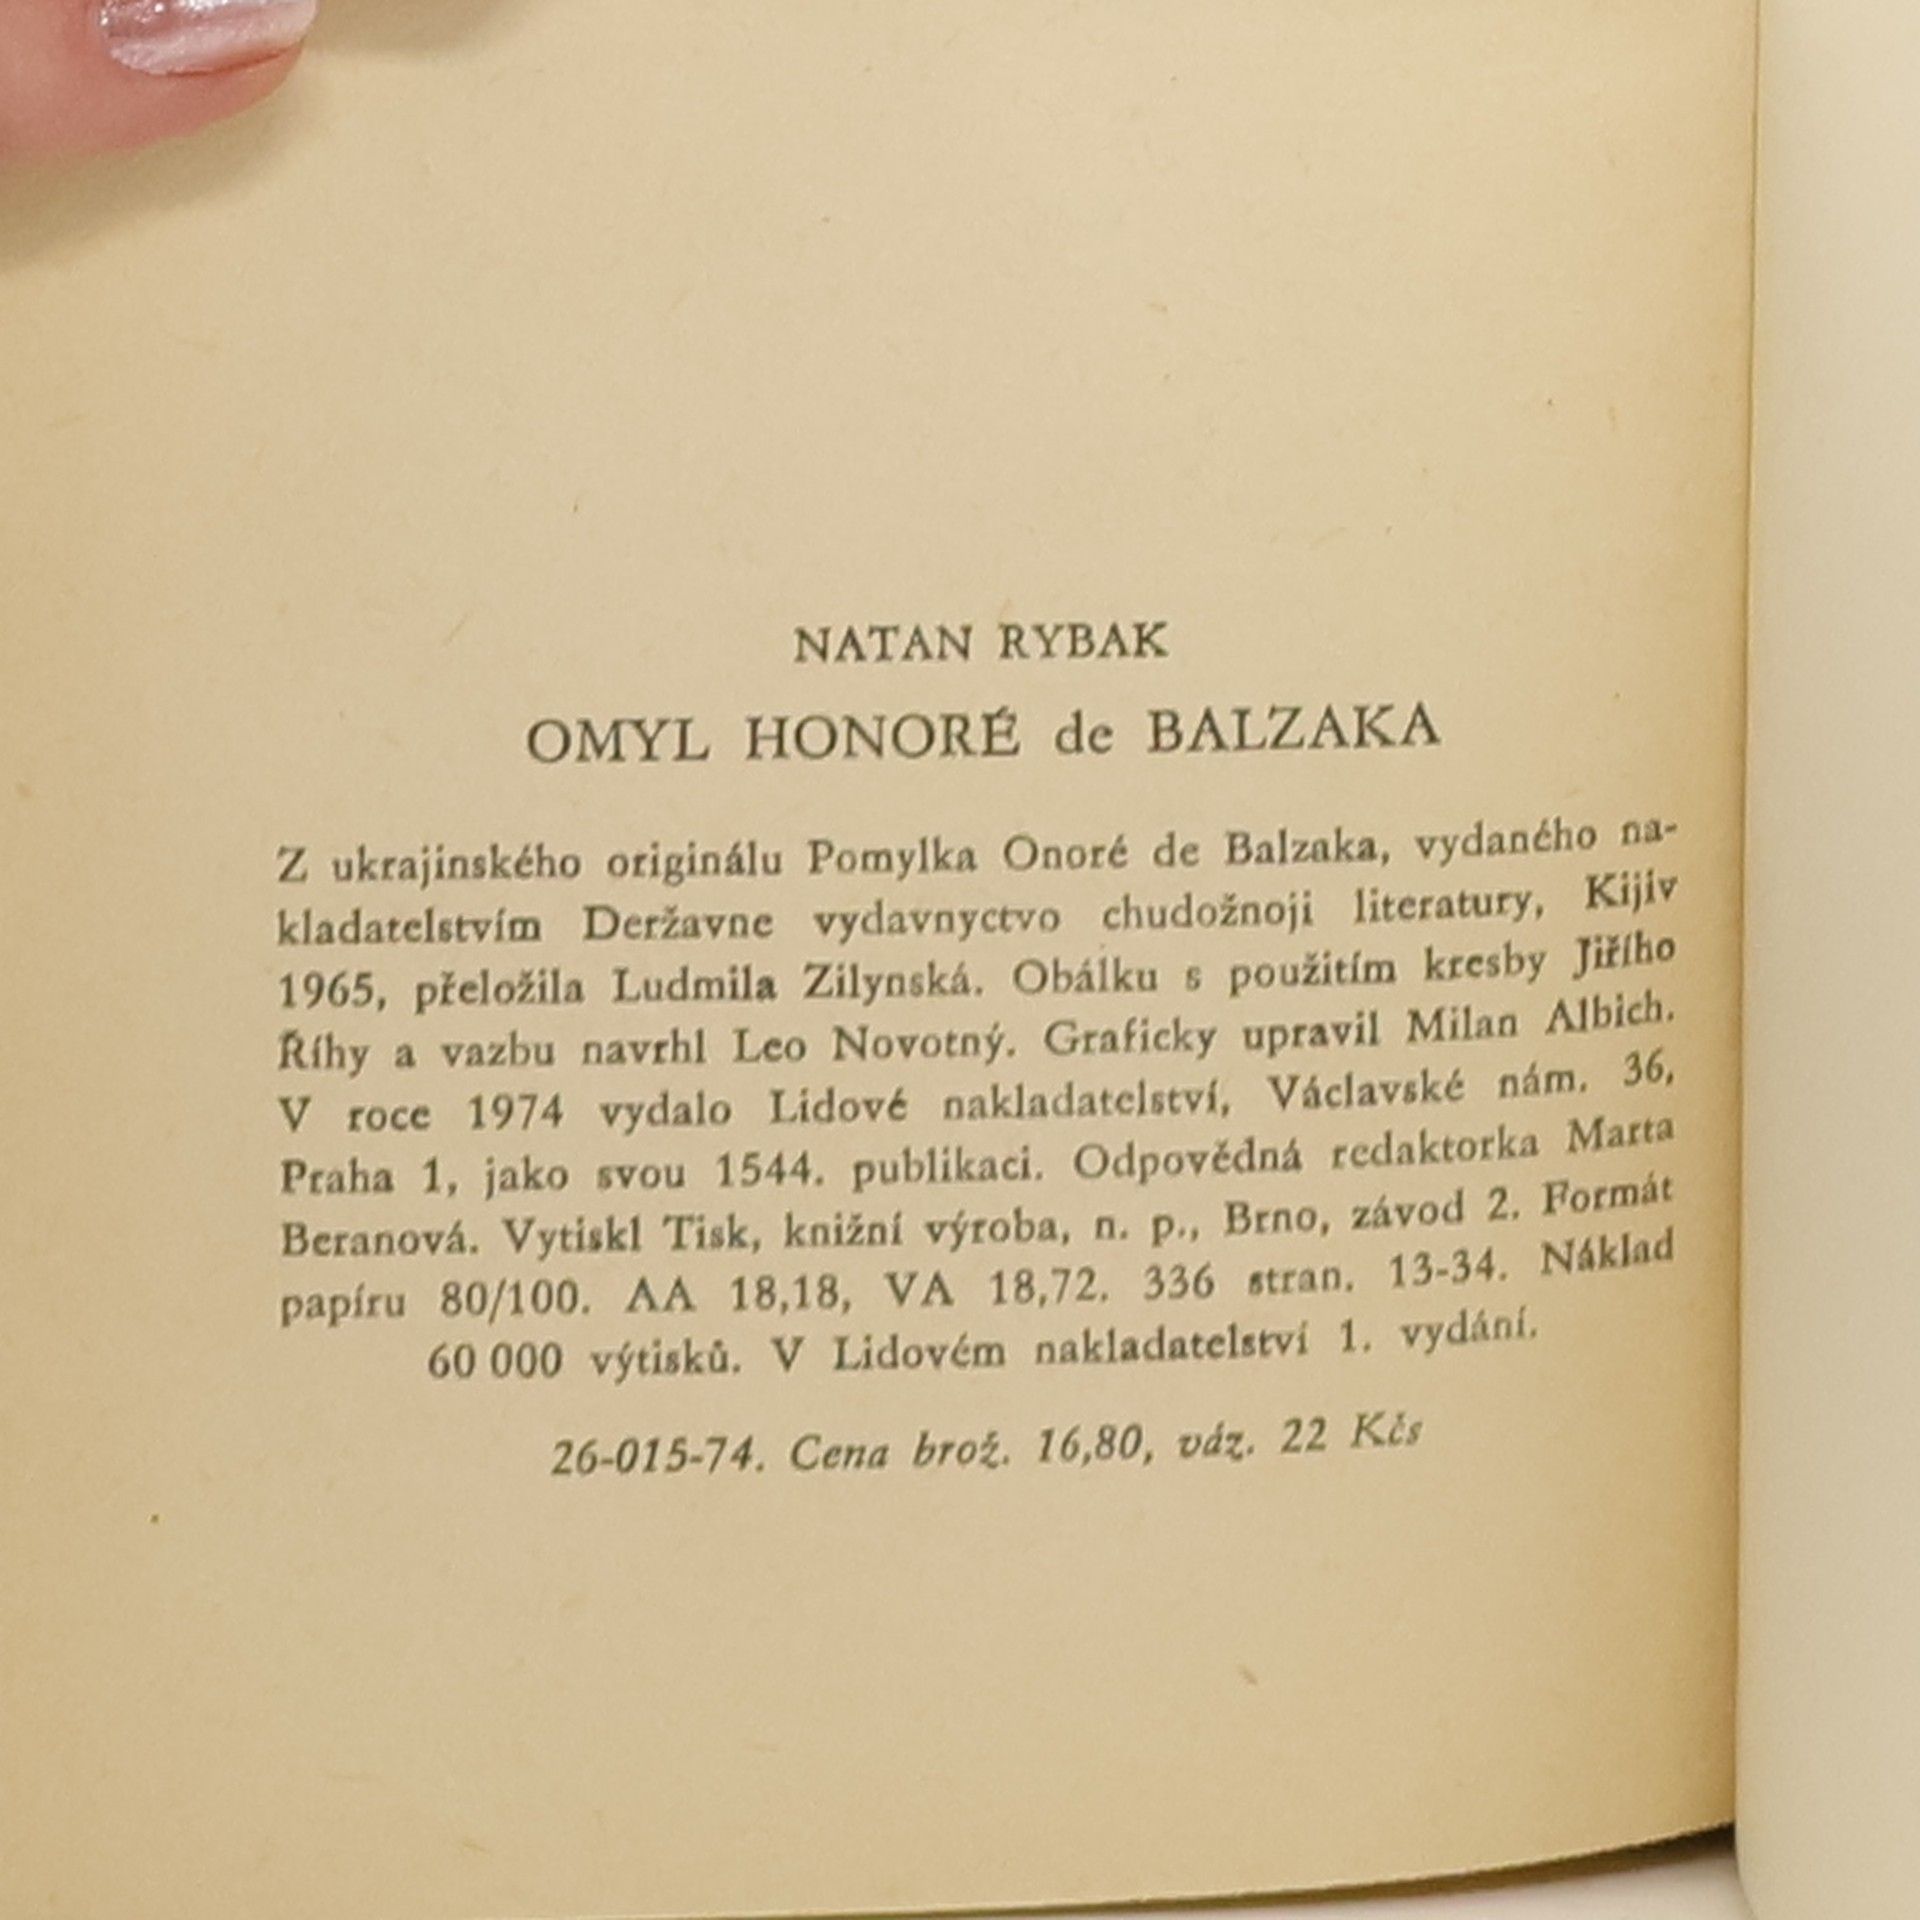 NATAN RYBAK
OMYL HONORÉ de BALZAKA
Z ukrajinského originálu Pomylka Onoré de Balzaka, vydaného na-
kladatelstvím Deržavne vydavnyctvo chudožnoji literatury, Kijiv
1965, přeložila Ludmila Zilynská. Obálku s použitím kresby Jiřího
Říhy a vazbu navrhl Leo Novotný. Graficky upravil Milan Albich.
V roce 1974 vydalo Lidové nakladatelství, Václavské nám. 36,
Praha 1, jako svou 1544. publikaci. Odpovědná redaktorka Marta
Beranová. Vytiskl Tisk, knižní výroba, n. p., Brno, závod 2. Formát
papíru 80/100. AA 18,18, VA 18,72. 336 stran. 13-34. Náklad
60 000 výtisků. V Lidovém nakladatelství 1. vydání.
26-015-74. Cena brož. 16,80, váz. 22 Kčs